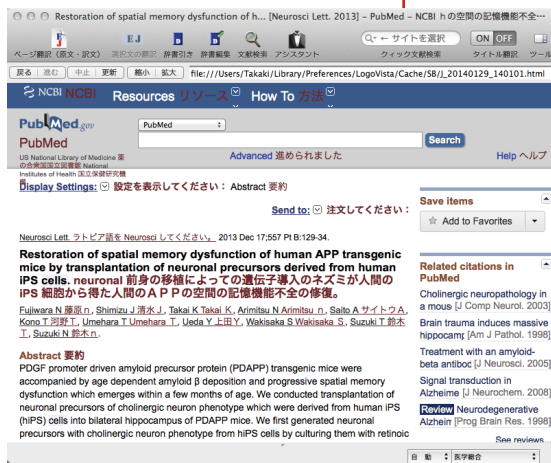 Restoration of spatial memory dysfunction of h... [Neurosci Lett. 2013] – PubMed – NCBI hの空間の記憶機能不全…
Q▾ ←サイトを選択
ON OFF
ページ翻訳(原文・訳文) 選択文の翻訳 辞書引き 辞書編集 文献検索 アシスタント クイック文献検索 タイトル翻訳 ツール
戻る 進む 中止 更新 縮小 拡大 file:///Users/Takaki/Library/Preferences/LogoVista/Cache/SB/J_20140129_140101.html
NCBI NCBI Resources リソース How To 方法
PubMed.gov
PubMed
PubMed
Search
US National Library of Medicine 薬
の合衆国国立図書館 National
Institutes of Health 国立保健研究機
関
Advanced 進められました
Help ヘルプ
Display Settings: 設定を表示してください: Abstract 要約
Send to: 注文してください:
Neurosci Lett. ラトビア語を Neurosci してください。 2013 Dec 17;557 Pt B:129-34.
Restoration of spatial memory dysfunction of human APP transgenic
mice by transplantation of neuronal precursors derived from human
iPS cells. neuronal 前身の移植によっての遺伝子導入のネズミが人間の
iPS 細胞から得た人間のAPPの空間の記憶機能不全の修復。
Fujiwara N 藤原 n, Shimizu J 清水 J, Takai K Takai K, Arimitsu N Arimitsu n, Saito A サイトウ A,
Kono T 河野 T, Umehara T Umehara T, Ueda Y 上田 Y, Wakisaka S Wakisaka S, Suzuki T 鈴木
T, Suzuki N 鈴木 n.
Abstract 要約
PDGF promoter driven amyloid precursor protein (PDAPP) transgenic mice were
accompanied by age dependent amyloid β deposition and progressive spatial memory
dysfunction which emerges within a few months of age. We conducted transplantation of
neuronal precursors of cholinergic neuron phenotype which were derived from human iPS
(hiPS) cells into bilateral hippocampus of PDAPP mice. We first generated neuronal
precursors with cholinergic neuron phenotype from hiPS cells by culturing them with retinoic
Save items
Add to Favorites
Related citations in
PubMed
Cholinergic neuropathology in
a mous [J Comp Neurol. 2003]
Brain trauma induces massive
hippocamp [Am J Pathol. 1998]
Treatment with an amyloid-
beta antiboc [J Neurosci. 2005]
Signal transduction in
Alzheime [J Neurochem. 2008]
Review Neurodegenerative
Alzhein [Prog Brain Res. 1998]
See reviews
自 動 医学総合